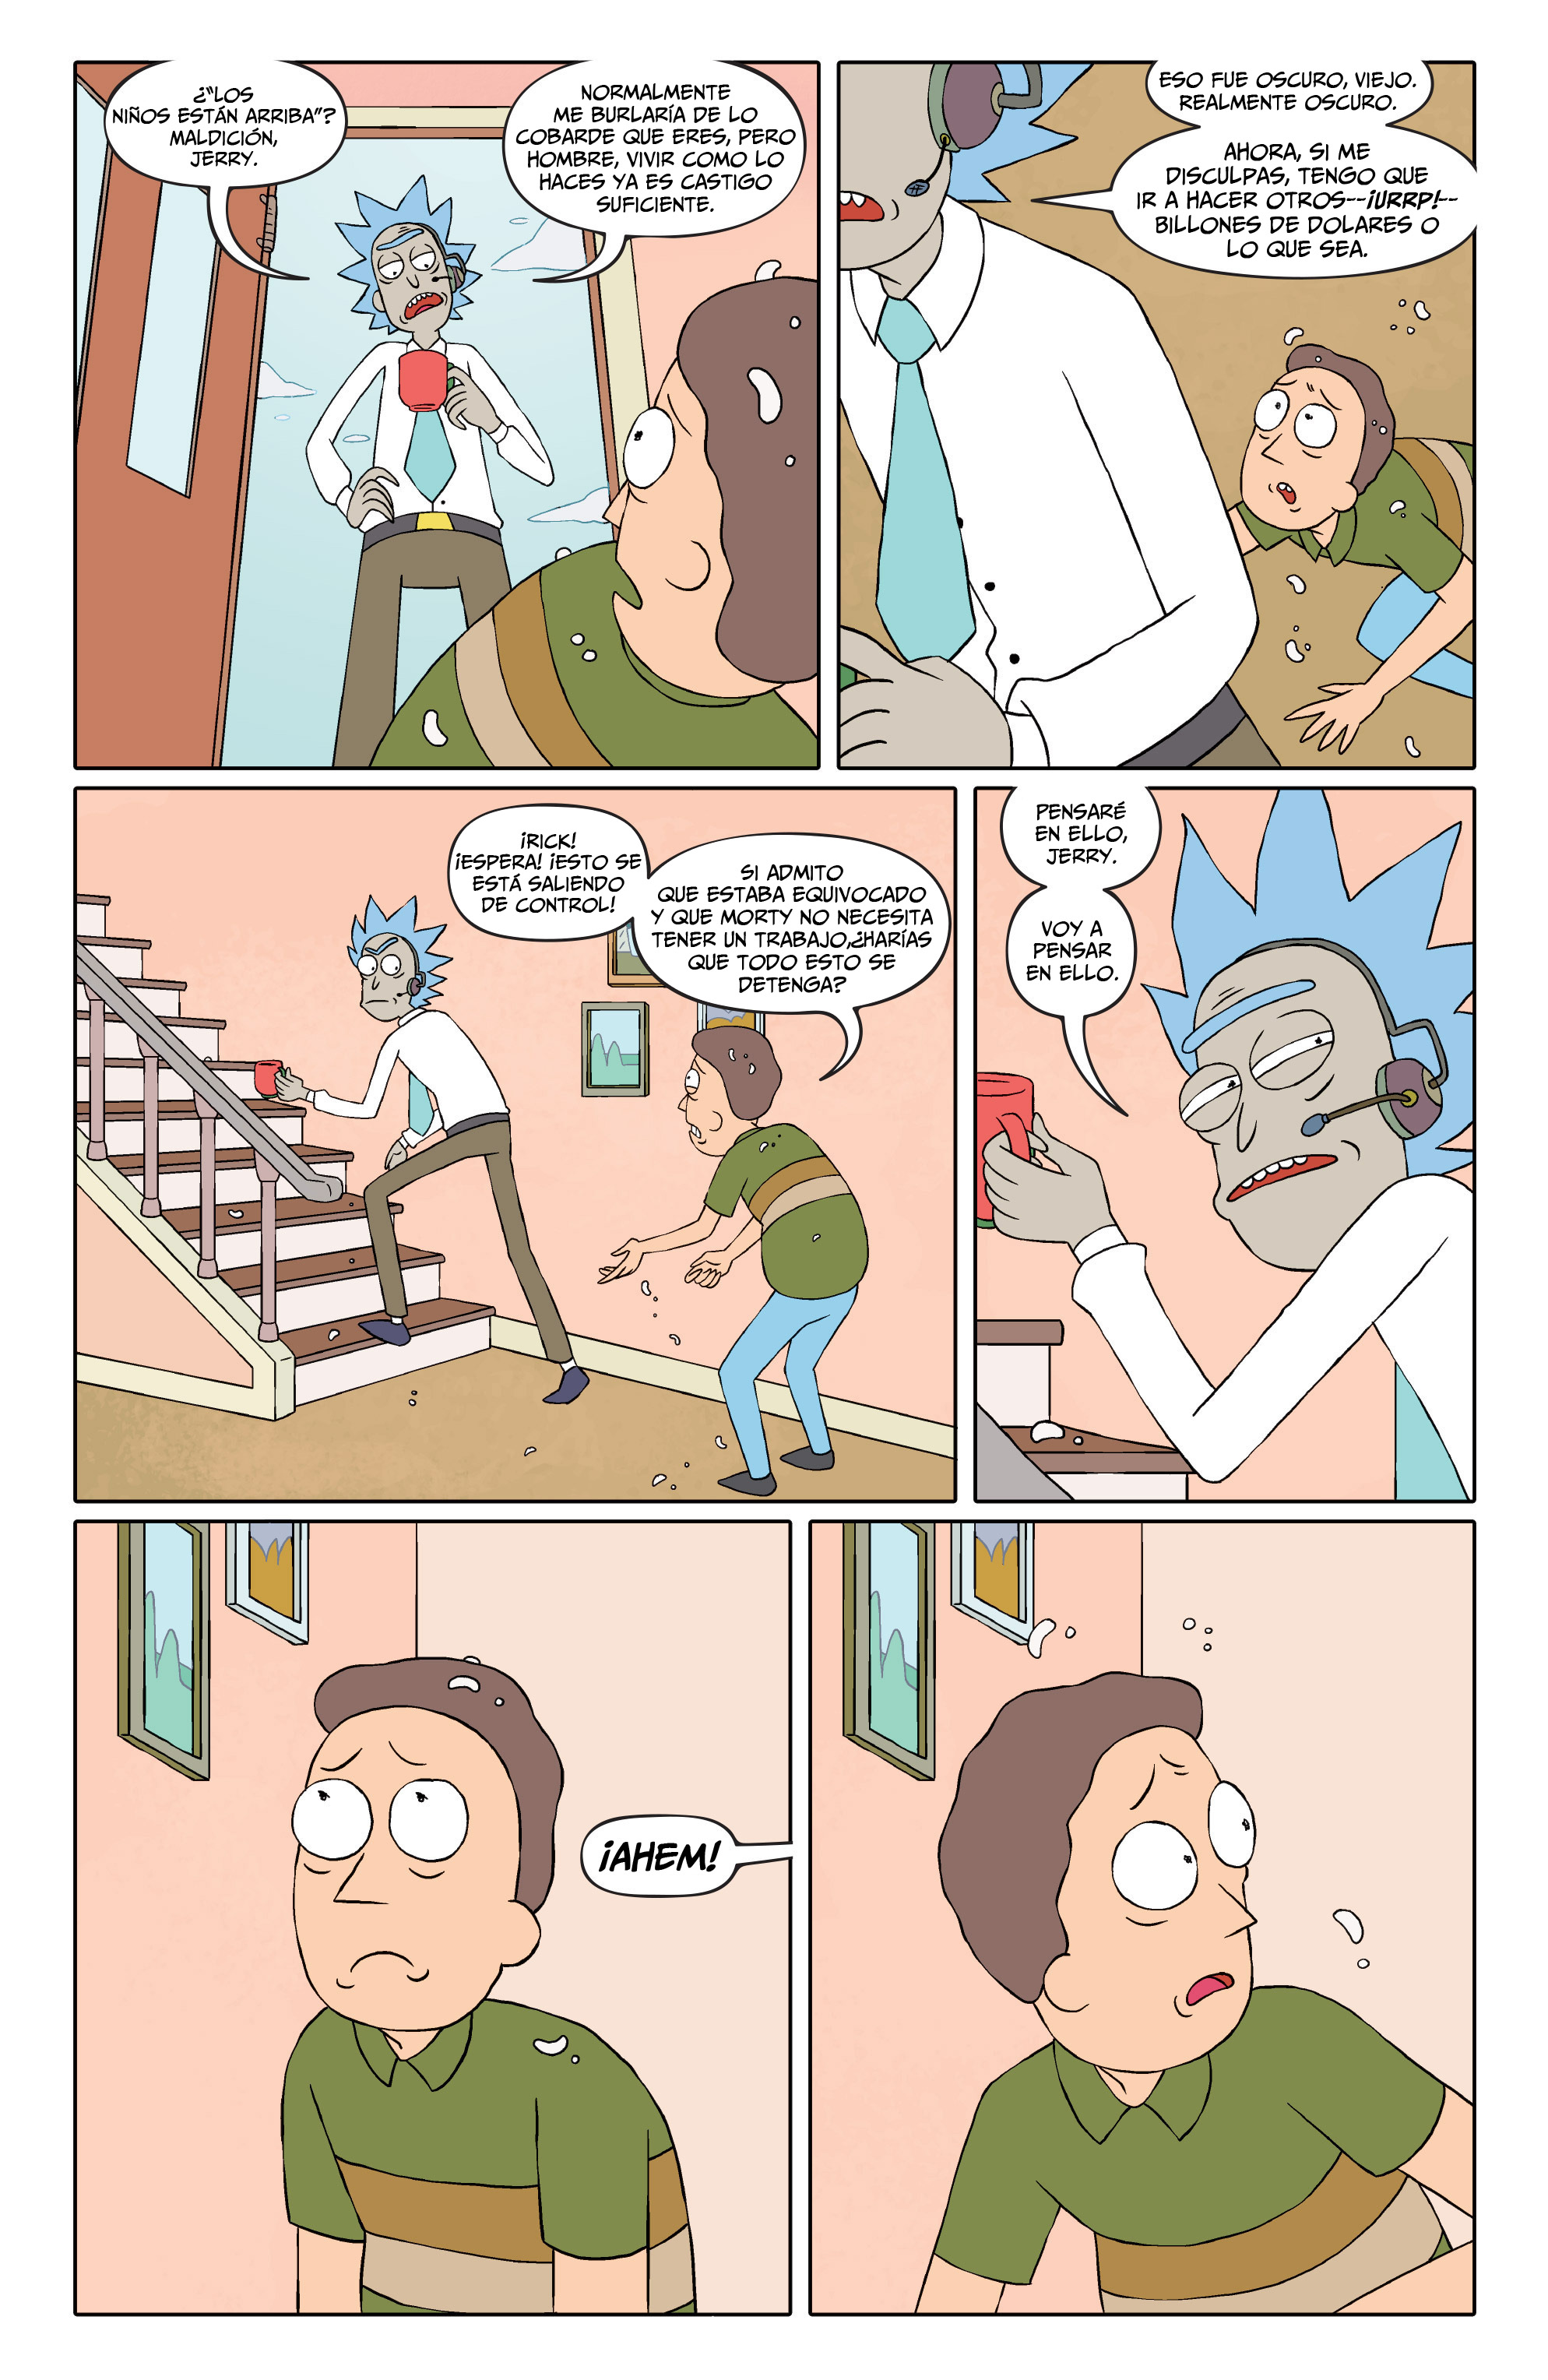 ¿"LOS
NIÑOS ESTÁN ARRIBA"?
MALDICIÓN,
JERRY.
NORMALMENTE
ME BURLARÍA DE LO
COBARDE QUE ERES, PERO
HOMBRE, VIVIR COMO LO
HACES YA ES CASTIGO
SUFICIENTE.
ESO FUE OSCURO, VIEJO.
REALMENTE OSCURO.
AHORA, SI ME
DISCULPAS, TENGO QUE
IR A HACER OTROS--¡URRP!--
BILLONES DE DOLARES O
LO QUE SEA.
¡RICK!
¡ESPERA! ¡ESTO SE
ESTÁ SALIENDO
DE CONTROL!
SI ADMITO
QUE ESTABA EQUIVOCADO
Y QUE MORTY NO NECESITA
TENER UN TRABAJO,¿HARÍAS
QUE TODO ESTO SE
DETENGA?
PENSARÉ
EN ELLO,
JERRY.
VOY A
PENSAR
EN ELLO.
¡AHEM!